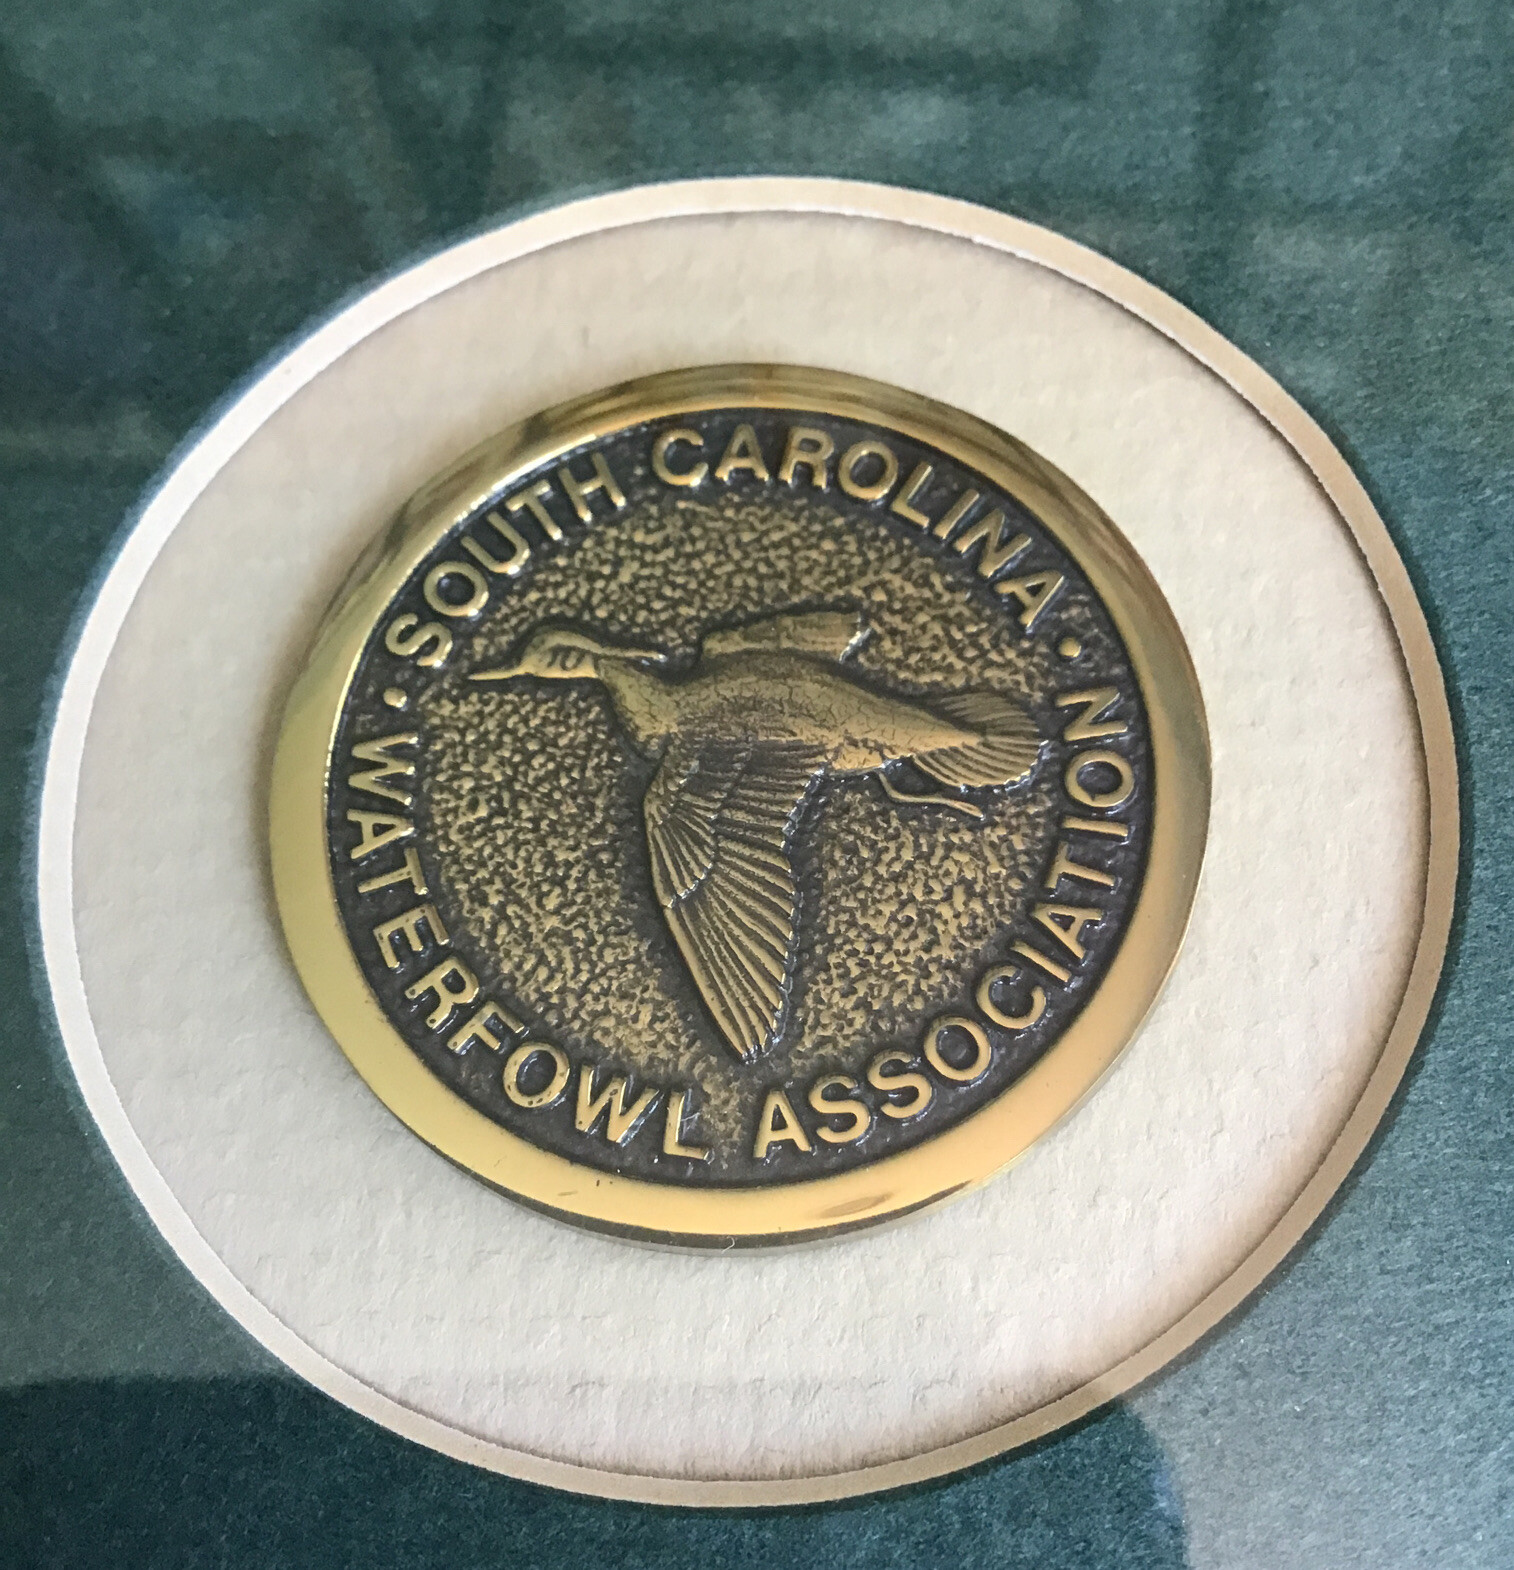 • SOUTH CAROLINA •
WATERFOWL ASSOCIATION